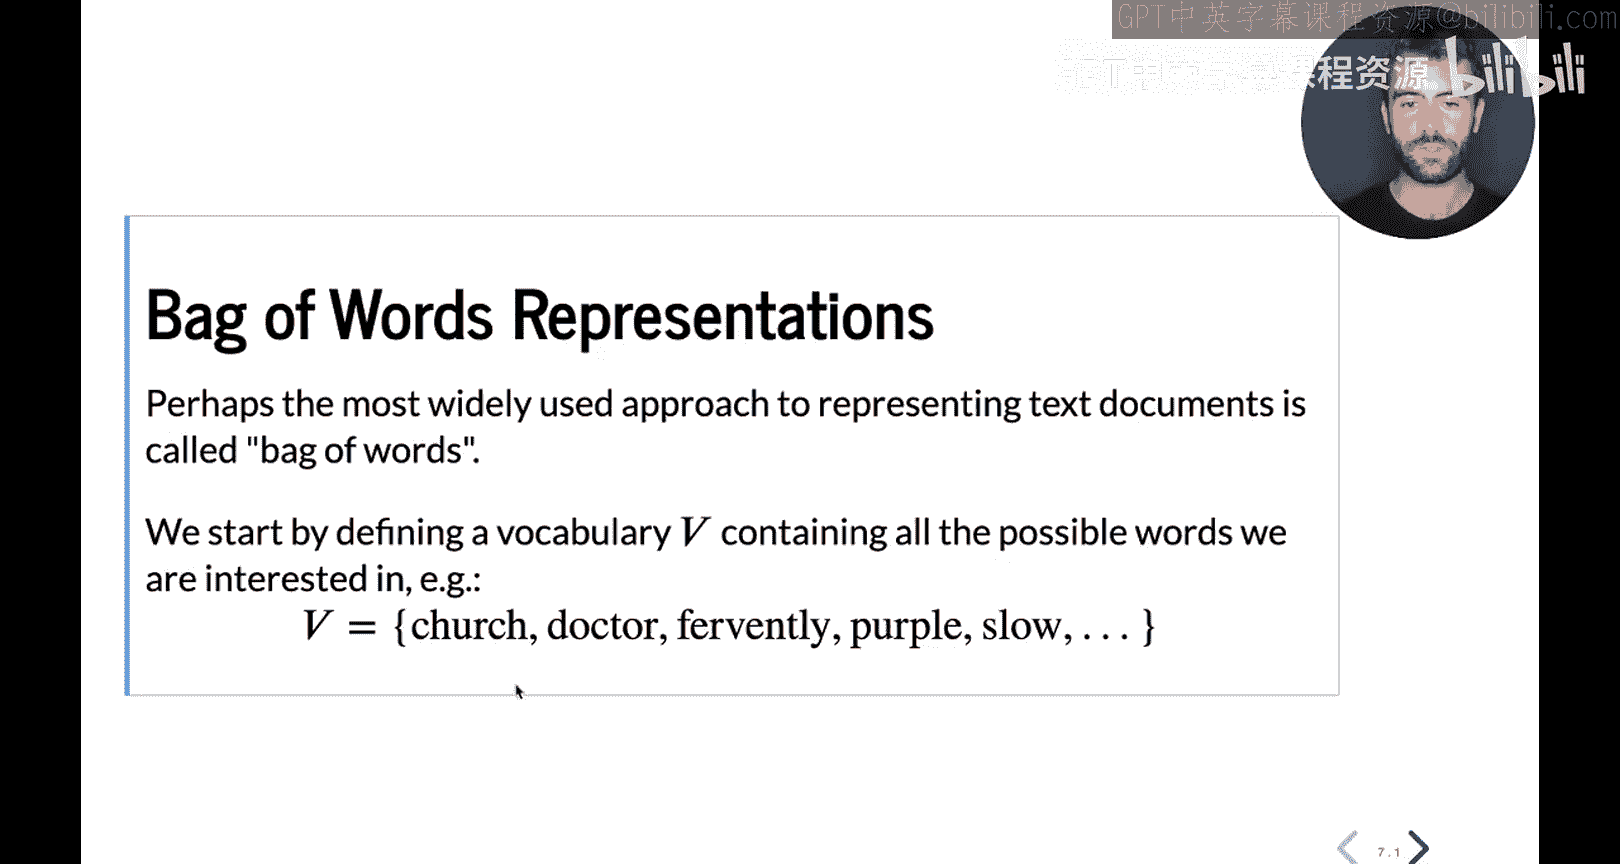 GPT中英字幕课程资源@bilibili.com
课程资源 bilibili
Bag of Words Representations
Perhaps the most widely used approach to representing text documents is
called "bag of words".
We start by defining a vocabulary V containing all the possible words we
are interested in, e.g.:
V = {church, doctor, fervently, purple, slow, . . . }
7.1